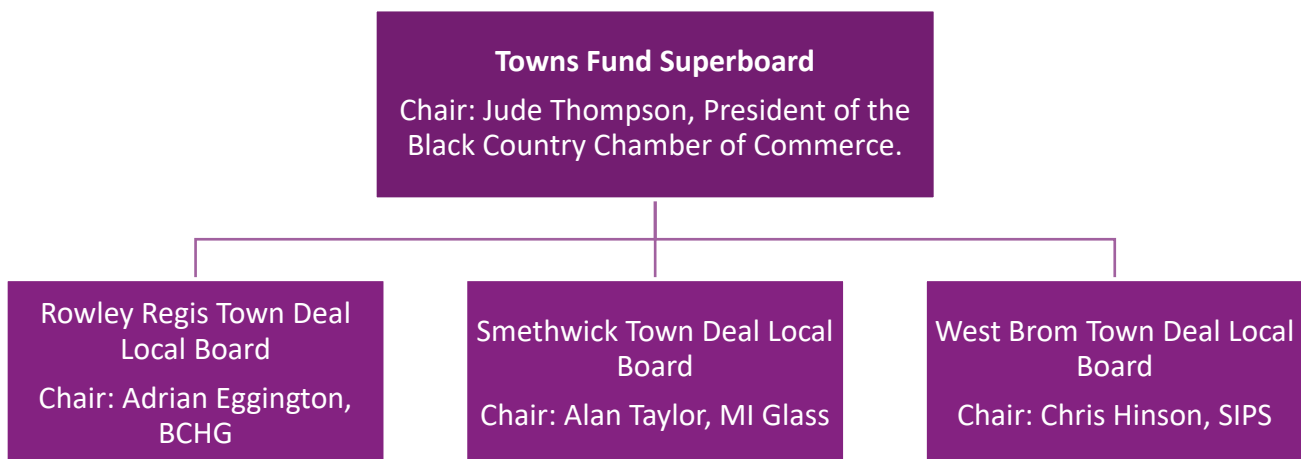 Towns Fund Superboard
Chair: Jude Thompson, President of the
Black Country Chamber of Commerce.
Rowley Regis Town Deal
Local Board
Chair: Adrian Eggington,
BCHG
Smethwick Town Deal Local
Board
Chair: Alan Taylor, MI Glass
West Brom Town Deal Local
Board
Chair: Chris Hinson, SIPS